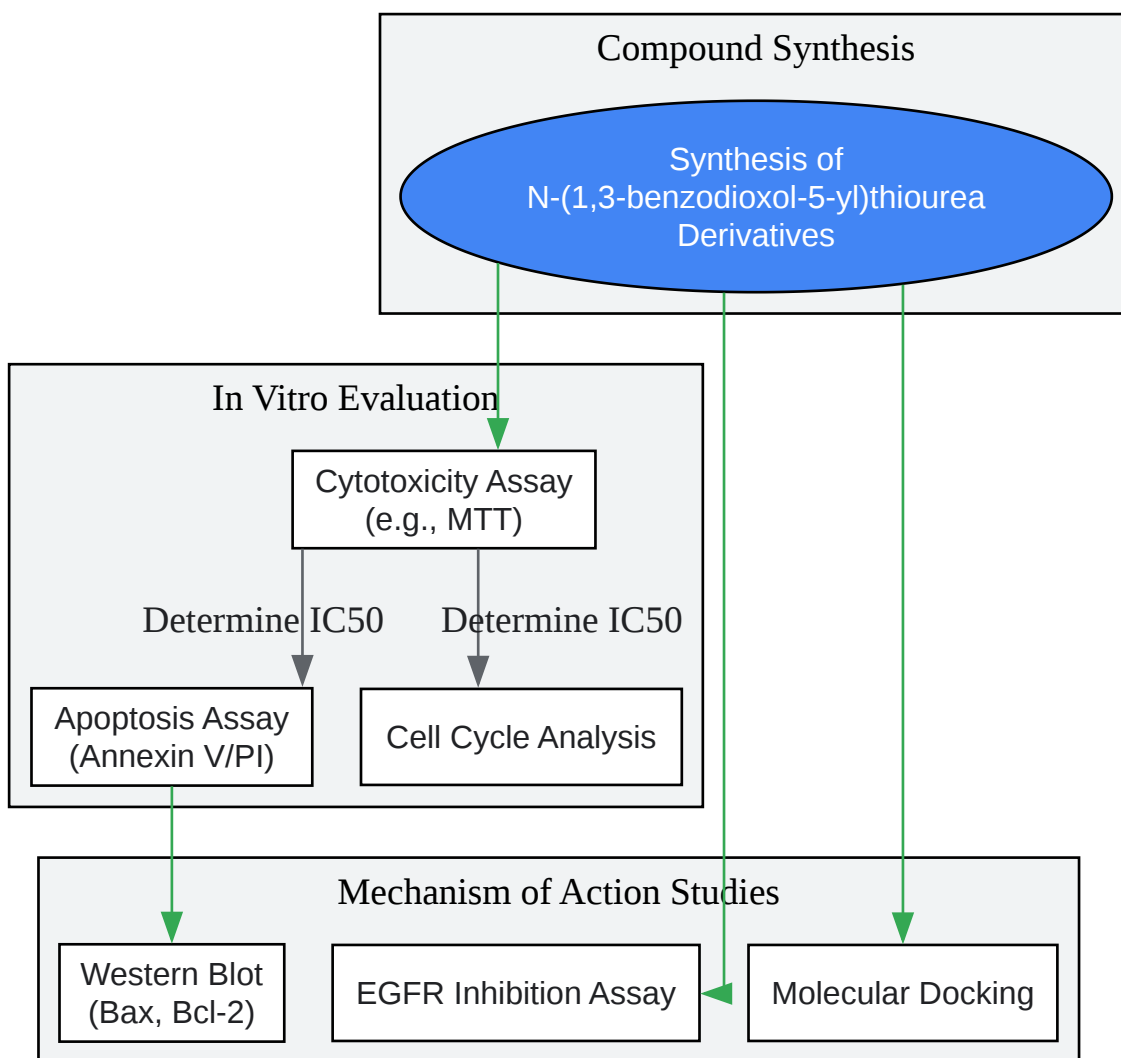 Compound Synthesis
Synthesis of
N-(1,3-benzodioxol-5-yl)thiourea
Derivatives
In Vitro Evaluation
Cytotoxicity Assay
(e.g., MTT)
Determine IC50
Determine IC50
Apoptosis Assay
(Annexin V/PI)
Cell Cycle Analysis
Mechanism of Action Studies
Western Blot
(Bax, Bcl-2)
EGFR Inhibition Assay
Molecular Docking